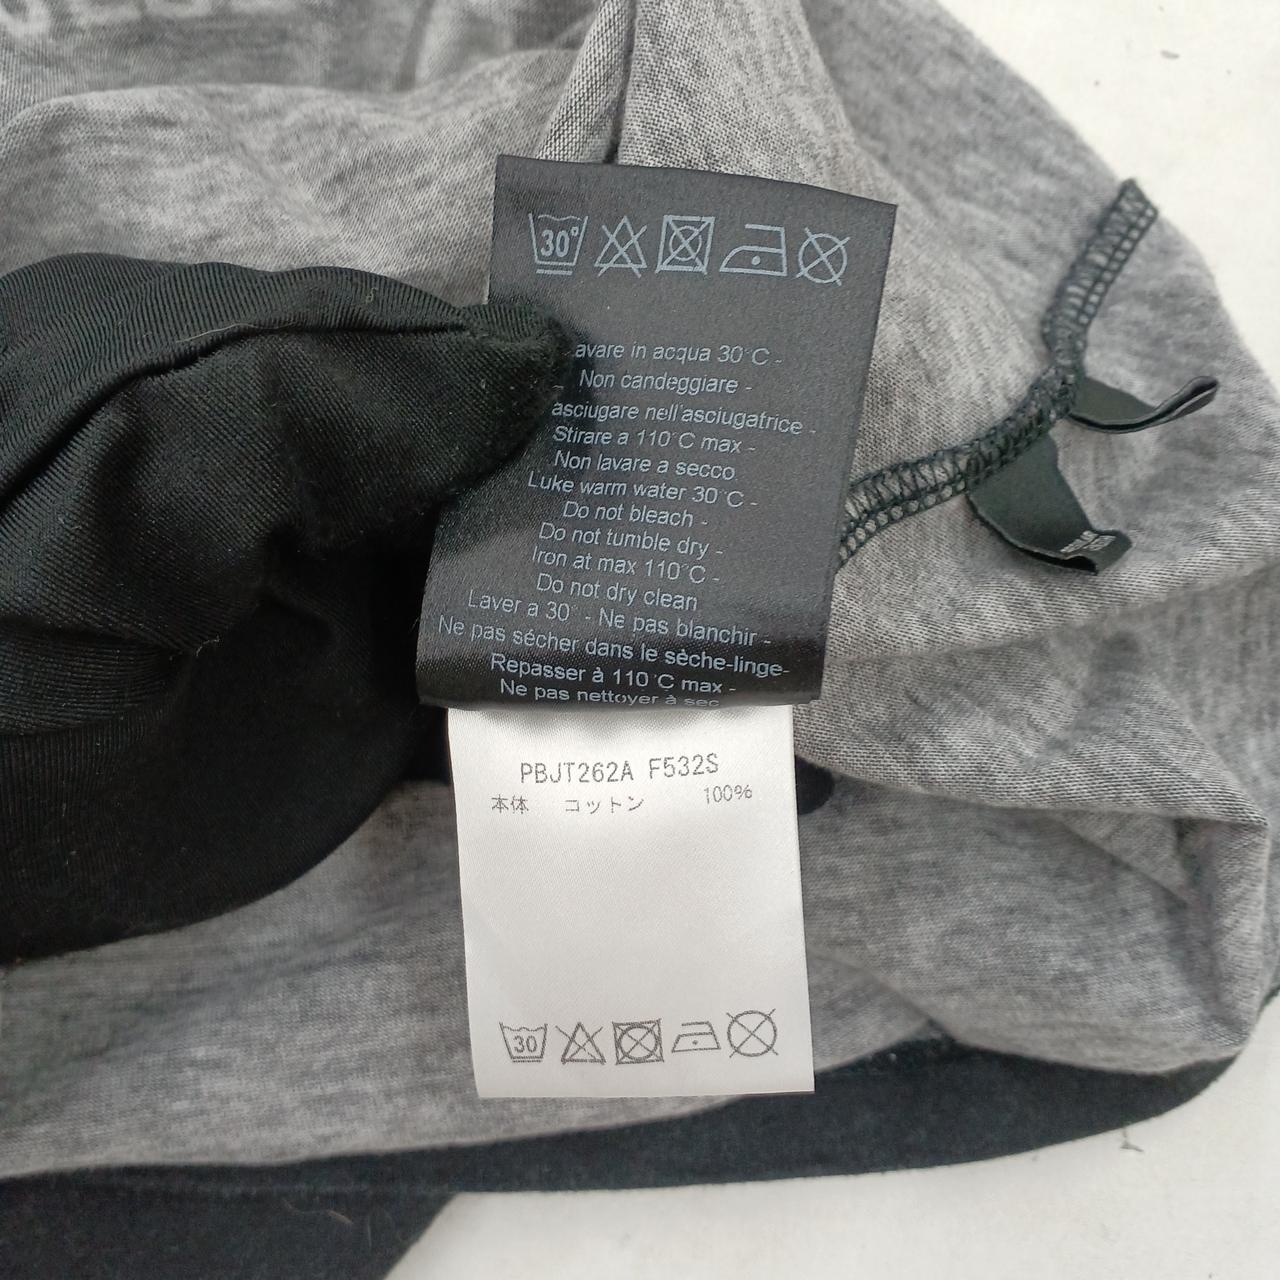 30°
avare in acqua 30°C -
- Non candeggiare -
asciugare nell'asciugatrice -
Stirare a 110°C max -
Non lavare a secco
Luke warm water 30°C -
Do not bleach -
Do not tumble dry -
Iron at max 110°C -
Do not dry clean
Laver a 30° - Ne pas blanchir -
Ne pas sécher dans le sèche-linge-
Repasser à 110°C max -
Ne pas nettoyer à sec
PBJT262A F532S
本体 コットン 100%
30